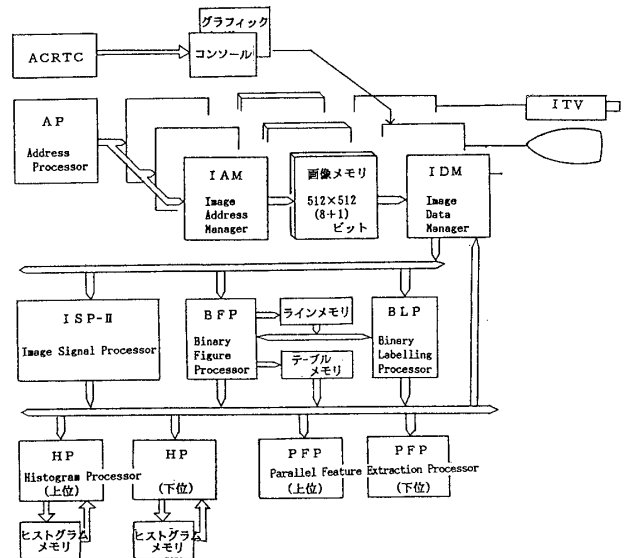 グラフィック
コンソール
ACRTC
AP
Address
Processor
ITV
IAM
Image
Address
Manager
画像メモリ
512×512
(8+1)
ビット
IDM
Image
Data
Manager
ISP-Ⅱ
Image Signal Processor
BFP
Binary
Figure
Processor
ラインメモリ
テーブル
メモリ
BLP
Binary
Labelling
Processor
HP
Histogram Processor
(上位)
HP
(下位)
PFP
Parallel Feature Extraction Processor
(上位)
PFP
(下位)
ヒストグラム
メモリ
ヒストグラム
メモリ